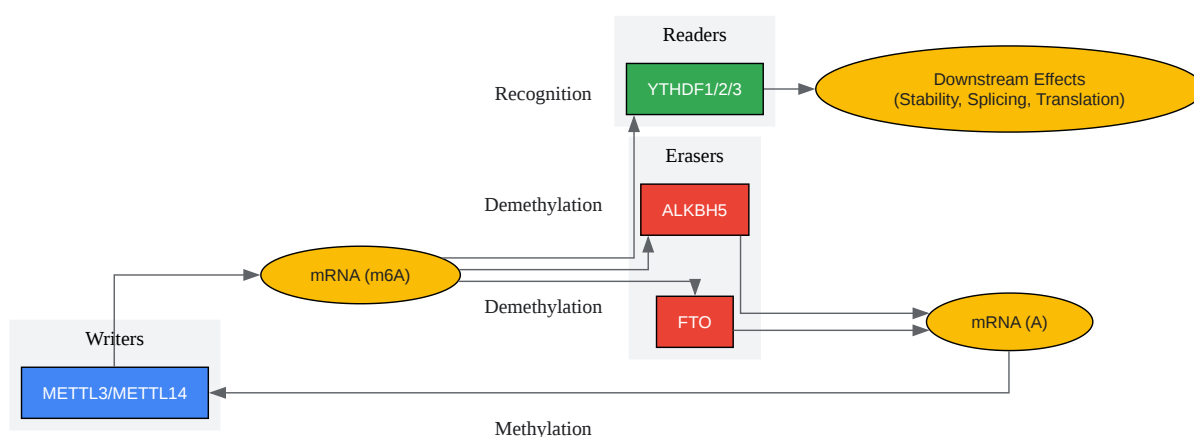 Readers
YTHDF1/2/3
Downstream Effects
(Stability, Splicing, Translation)
Recognition
Erasers
ALKBH5
Demethylation
mRNA (m6A)
Demethylation
FTO
mRNA (A)
Writers
METTL3/METTL14
Methylation